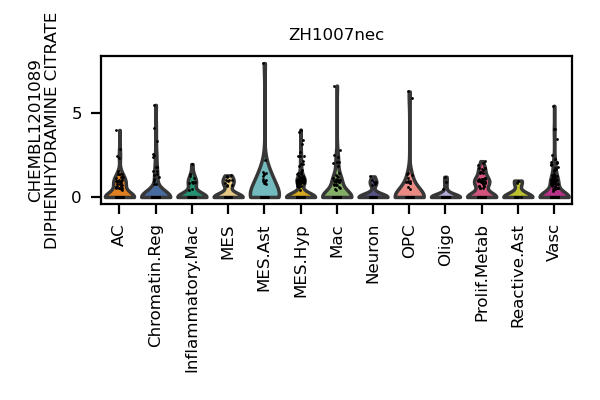 ZH1007nec
CHEMBL1201089
DIPHENHYDRAMINE CITRATE
5
0
AC
Chromatin.Reg
Inflammatory.Mac
MES
MES.Ast
MES.Hyp
Mac
Neuron
OPC
Oligo
Prolif.Metab
Reactive.Ast
Vasc